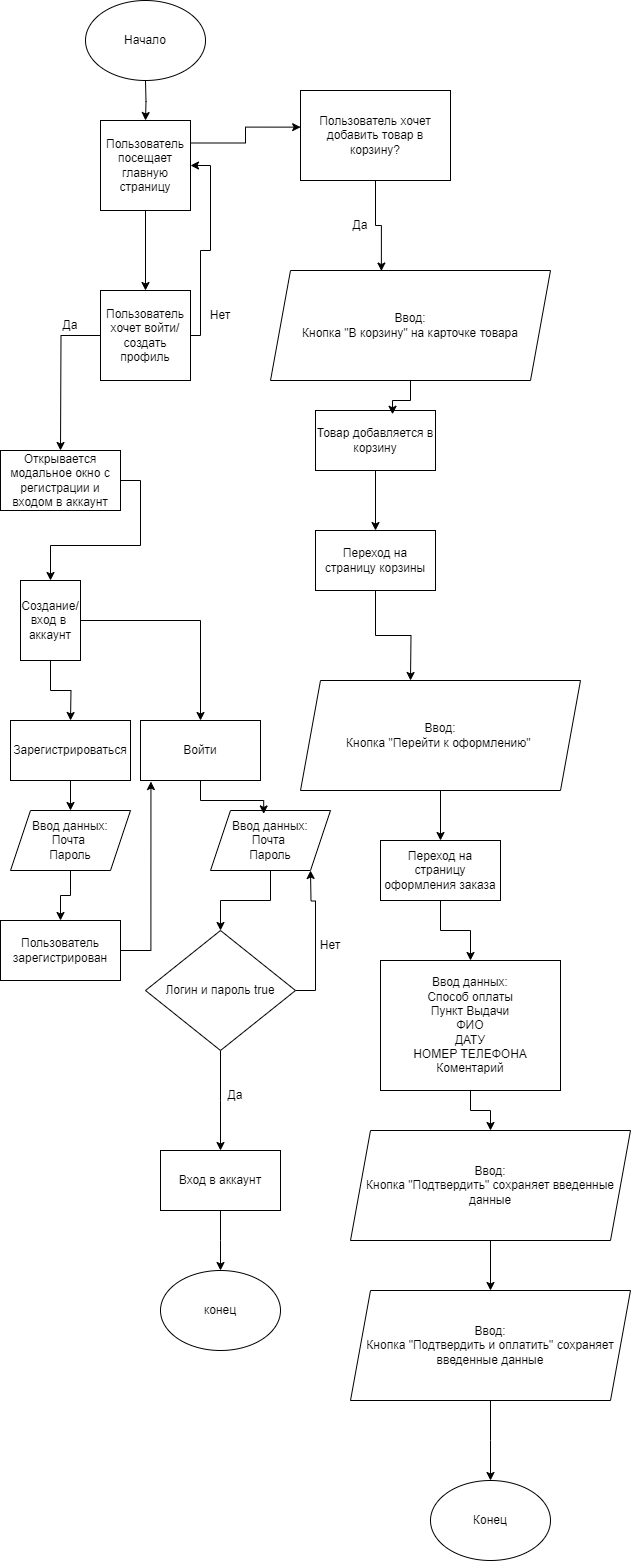 Начало
Пользователь
посещает
главную
страницу
Пользователь хочет
добавить товар в
корзину?
Да
Ввод:
Кнопка "В корзину" на карточке товара
Пользователь
хочет войти/
создать
профиль
Нет
Да
Товар добавляется в
корзину
Открывается
модальное окно с
регистрации и
входом в аккаунт
Переход на
страницу корзины
Создание/
вход в
аккаунт
Ввод:
Кнопка "Перейти к оформлению"
Зарегистрироваться
Войти
Ввод данных:
Почта
Пароль
Ввод данных:
Почта
Пароль
Переход на
страницу
оформления заказа
Пользователь
зарегистрирован
Логин и пароль true
Нет
Ввод данных:
Способ оплаты
Пункт Выдачи
ФИО
ДАТУ
НОМЕР ТЕЛЕФОНА
Коментарий
Да
Вход в аккаунт
Ввод:
Кнопка "Подтвердить" сохраняет введенные
данные
конец
Ввод:
Кнопка "Подтвердить и оплатить" сохраняет
введенные данные
Конец